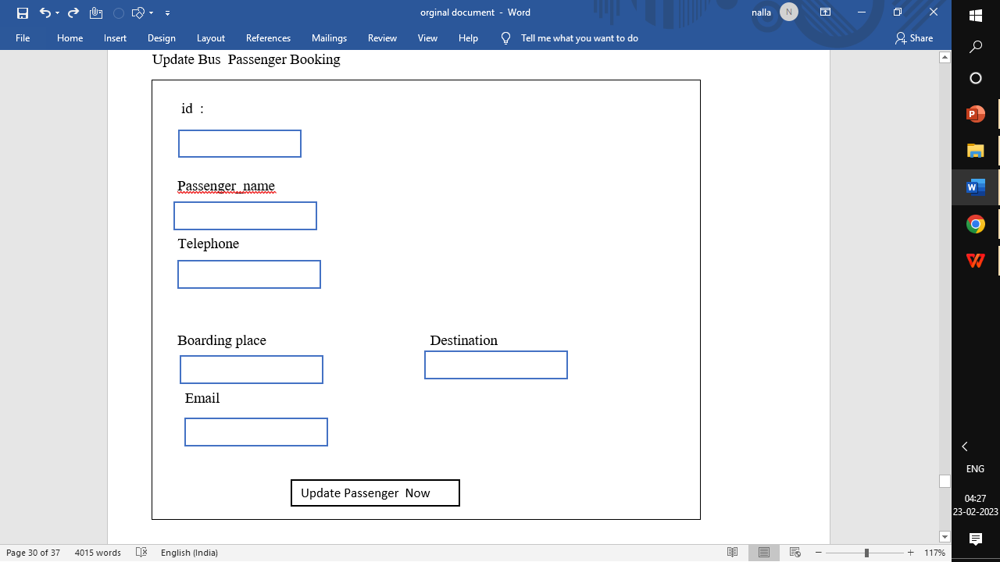 orginal document - Word
nalla
N
File Home Insert Design Layout References Mailings Review View Help Tell me what you want to do Share
Update Bus Passenger Booking
id :
Passenger_name
Telephone
Boarding place Destination
Email
Update Passenger Now
ENG
04:27
23-02-2023
Page 30 of 37 4015 words English (India) 117%